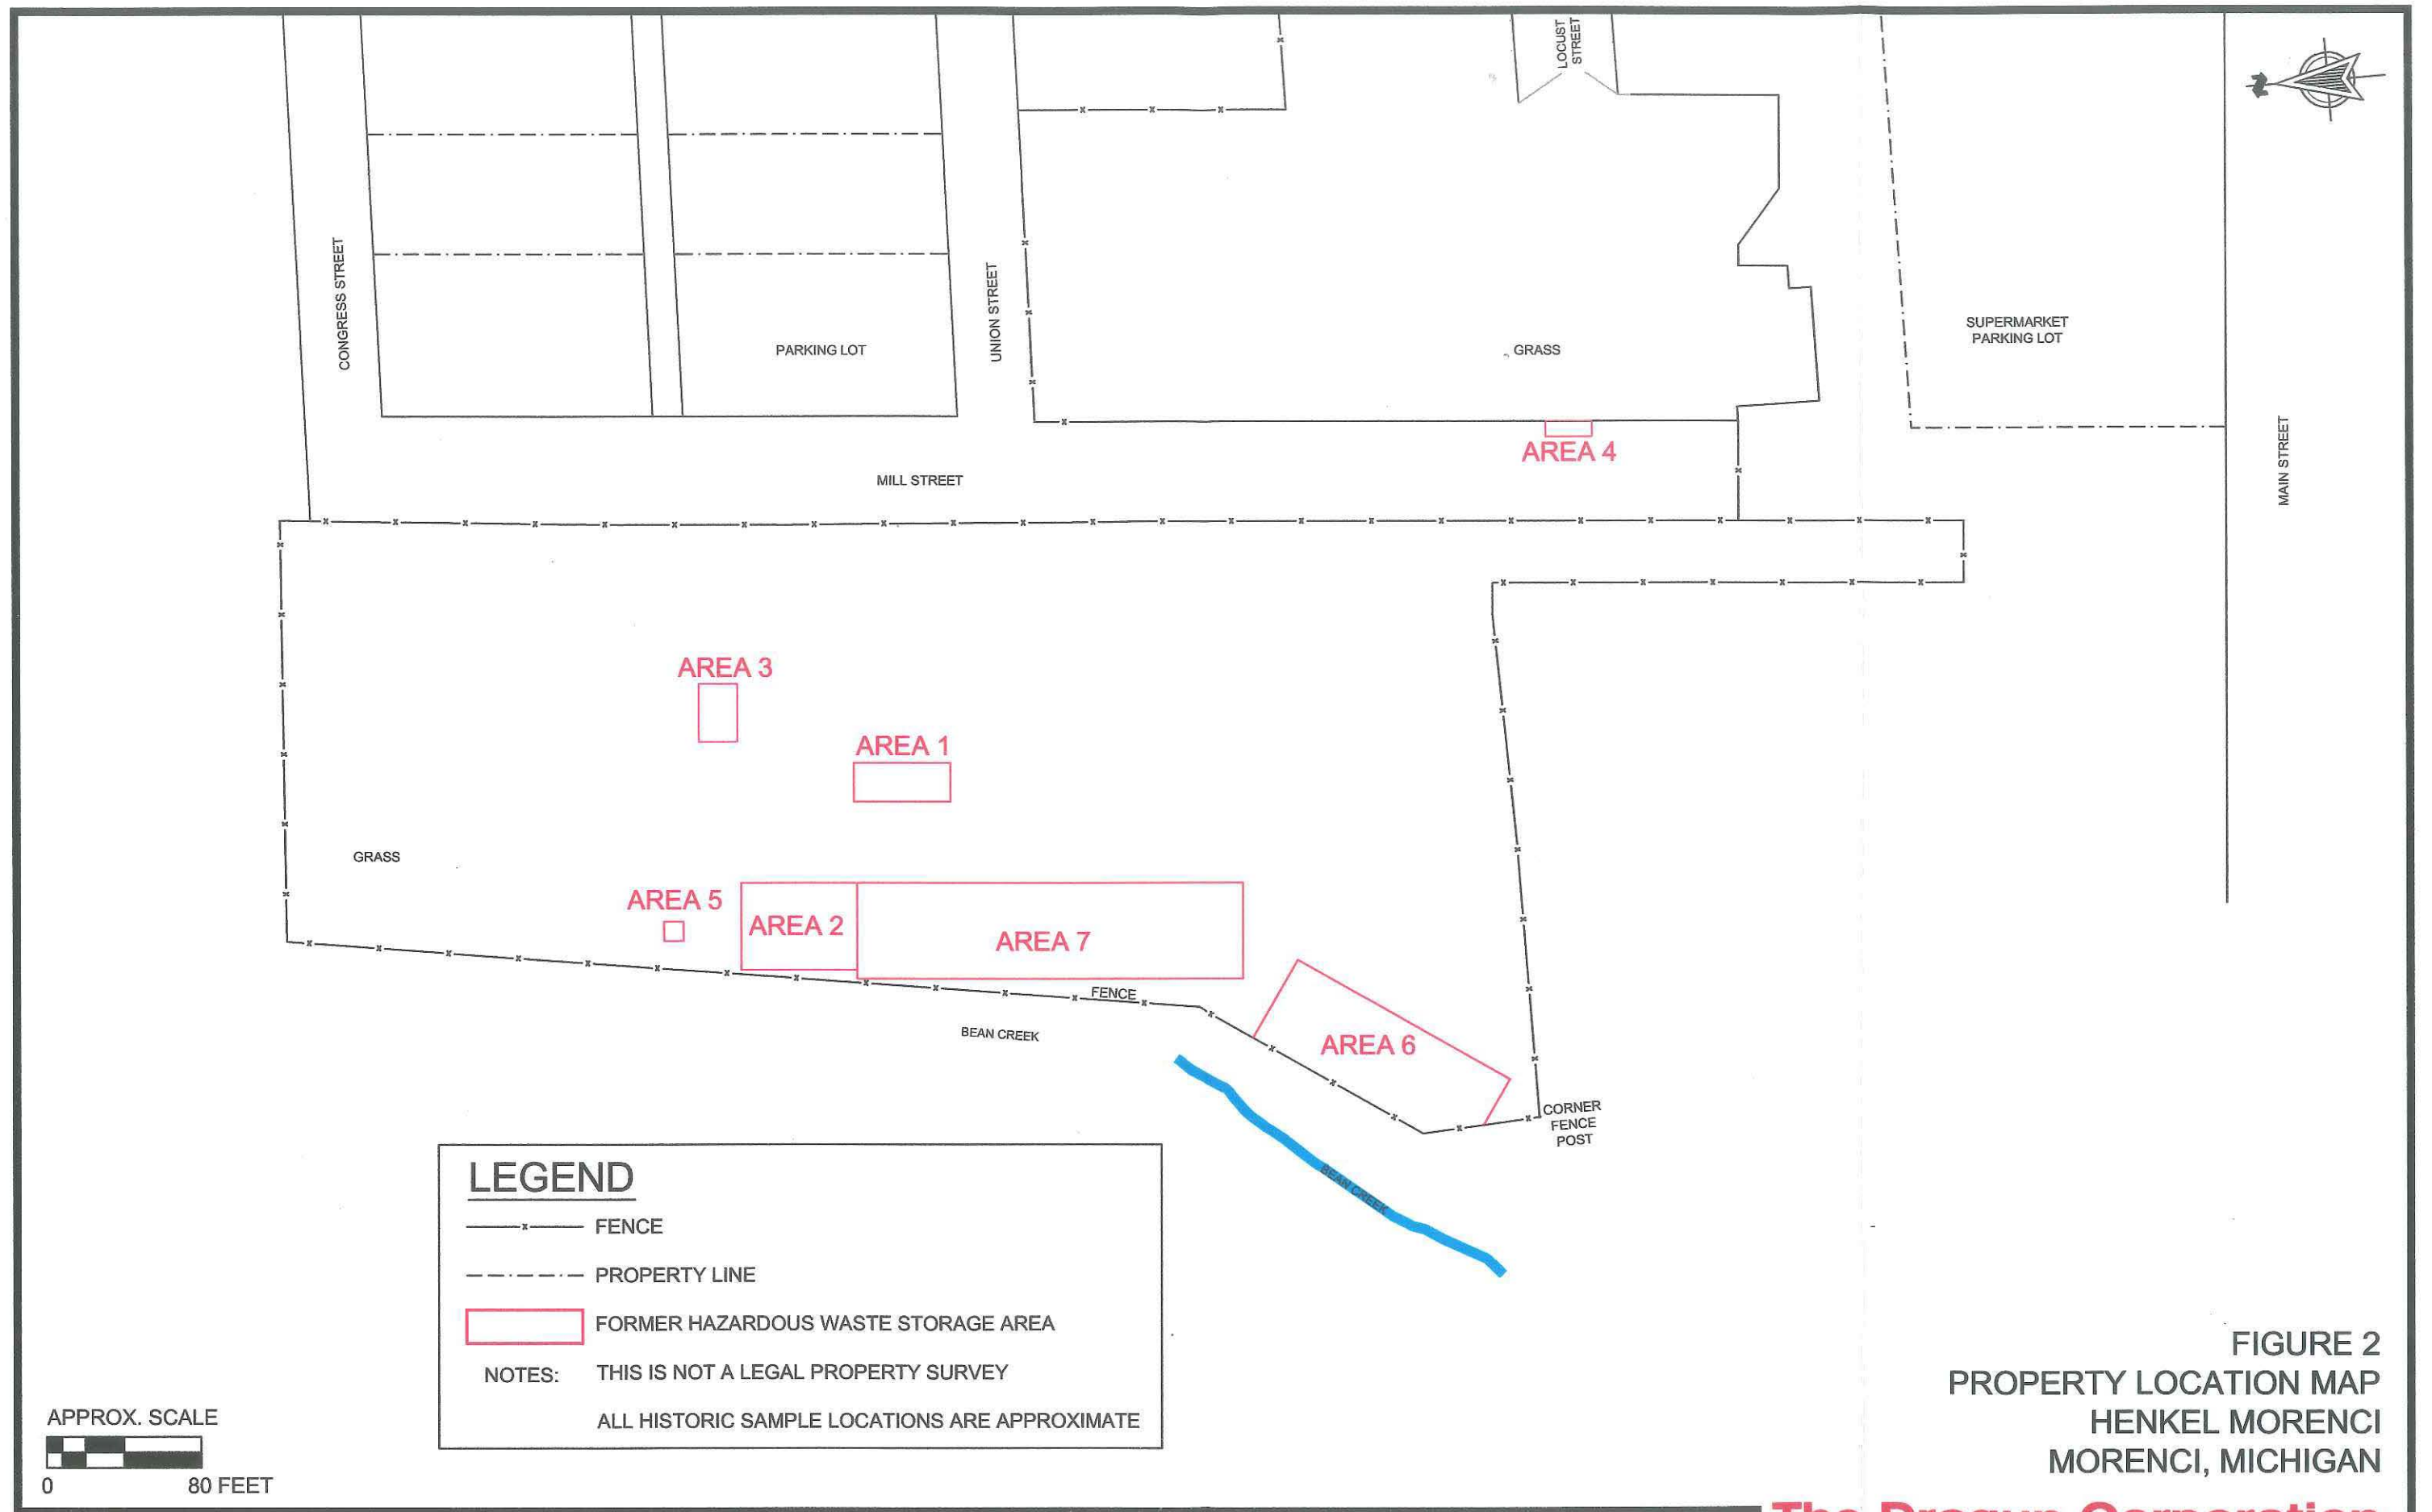 LOCUST
STREET
CONGRESS STREET
PARKING LOT
UNION STREET
GRASS
SUPERMARKET
PARKING LOT
MAIN STREET
AREA 4
MILL STREET
AREA 3
AREA 1
GRASS
AREA 5
AREA 2
AREA 7
FENCE
BEAN CREEK
AREA 6
CORNER
FENCE
POST
BEAN CREEK
LEGEND
FENCE
PROPERTY LINE
FORMER HAZARDOUS WASTE STORAGE AREA
NOTES: THIS IS NOT A LEGAL PROPERTY SURVEY
ALL HISTORIC SAMPLE LOCATIONS ARE APPROXIMATE
APPROX. SCALE
0 80 FEET
FIGURE 2
PROPERTY LOCATION MAP
HENKEL MORENCI
MORENCI, MICHIGAN
The Dragun Corporation